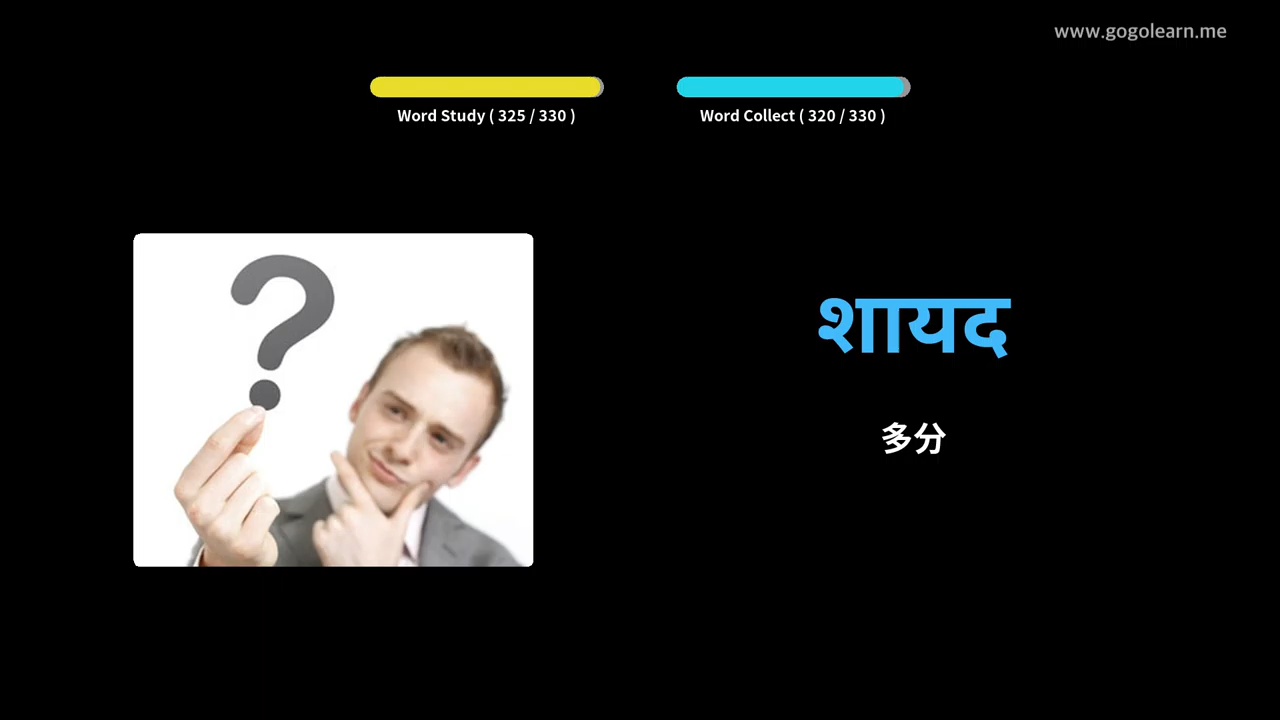 www.gogolearn.me
Word Study ( 325 / 330 )
Word Collect ( 320 / 330 )
?
शायद
多分